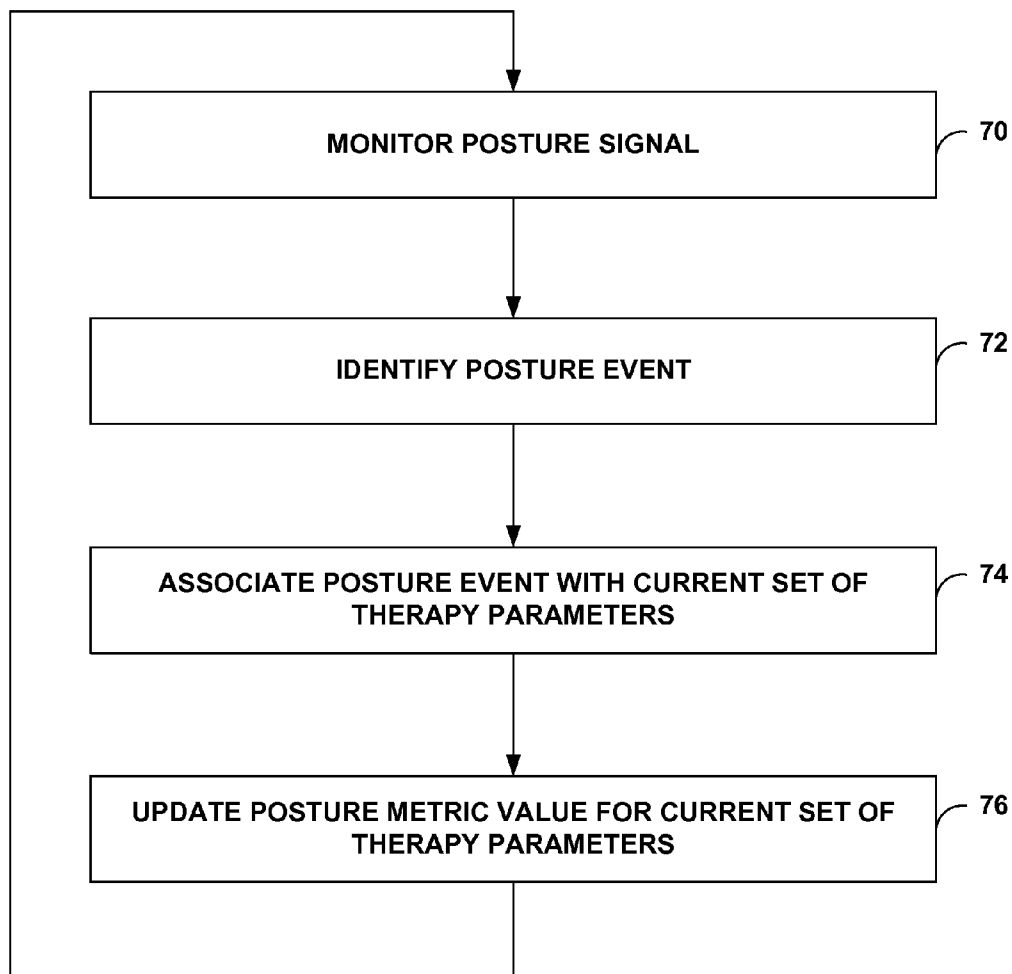 MONITOR POSTURE SIGNAL
70
IDENTIFY POSTURE EVENT
72
ASSOCIATE POSTURE EVENT WITH CURRENT SET OF
THERAPY PARAMETERS
74
UPDATE POSTURE METRIC VALUE FOR CURRENT SET OF
THERAPY PARAMETERS
76